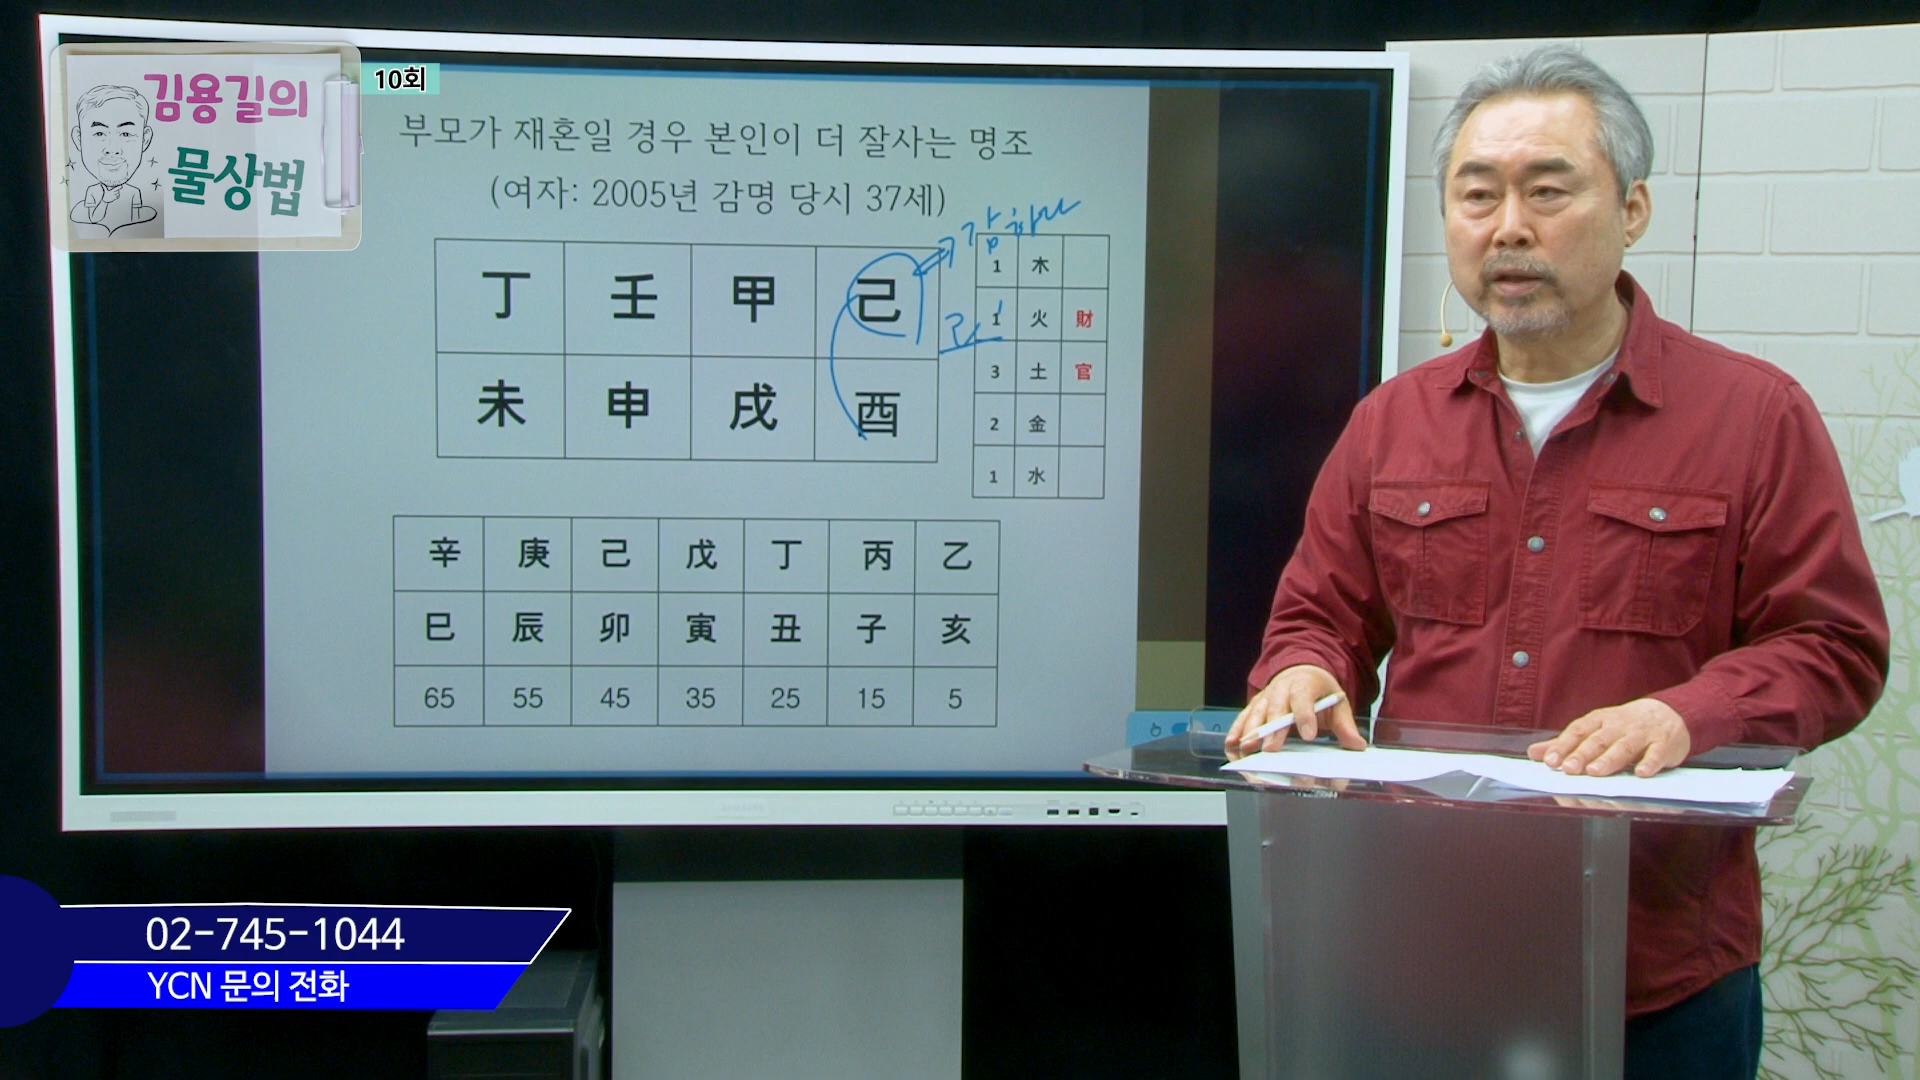 김용길의
물상법
10회
부모가 재혼일 경우 본인이 더 잘사는 명조
(여자: 2005년 감명 당시 37세)
丁 壬 甲 己
未 申 戌 酉
1 木
1 火 財
3 土 官
2 金
1 水
辛 庚 己 戊 丁 丙 乙
巳 辰 卯 寅 丑 子 亥
65 55 45 35 25 15 5
02-745-1044
YCN 문의 전화